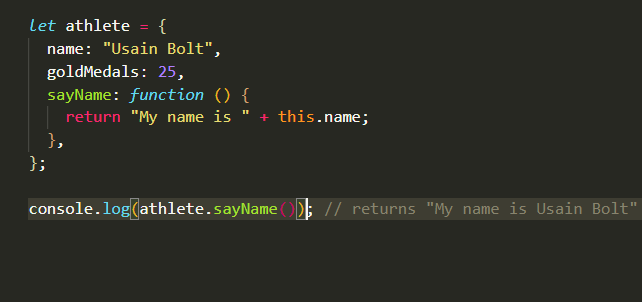 let athlete = {
  name: "Usain Bolt",
  goldMedals: 25,
  sayName: function () {
    return "My name is " + this.name;
  },
};

console.log(athlete.sayName()); // returns "My name is Usain Bolt"